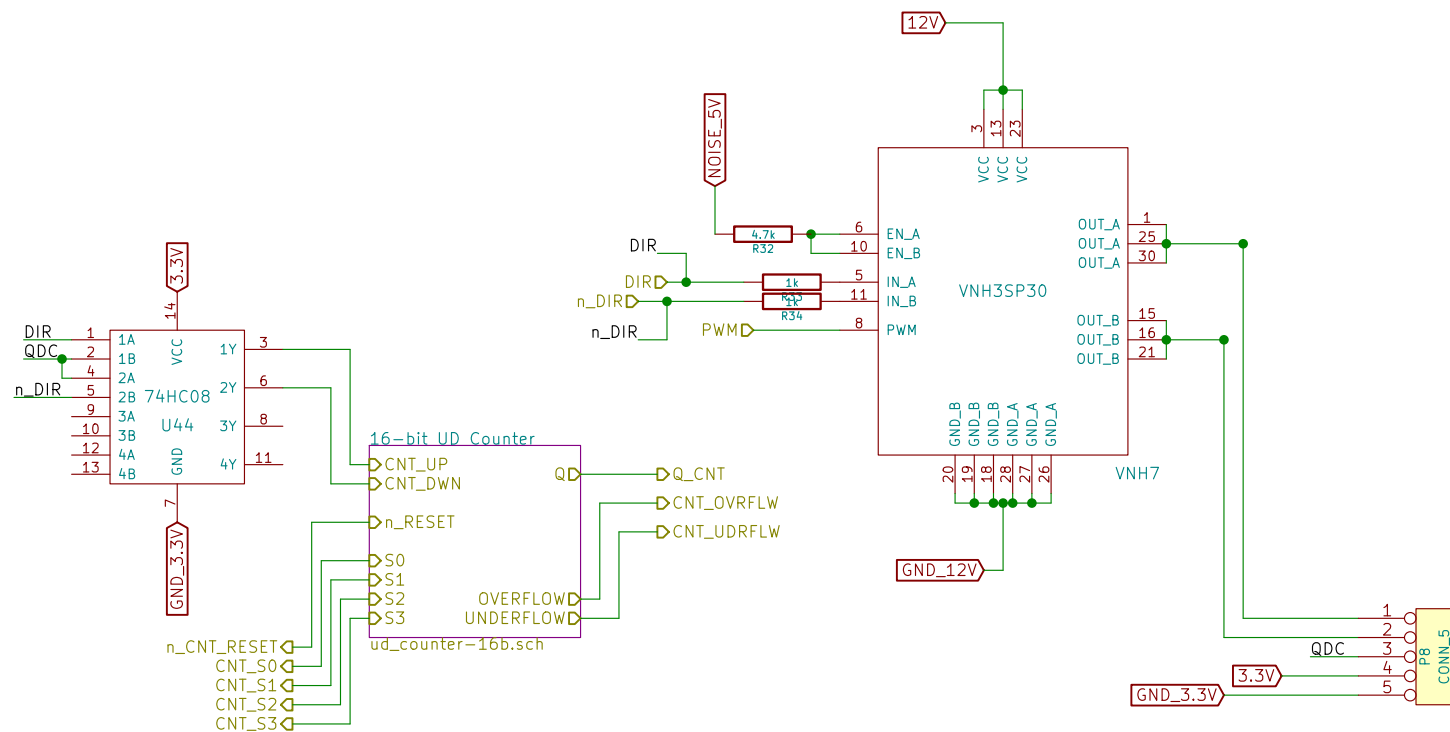 12V
3
13
23
VCC
VCC
VCC
NOISE_5V
4.7k
R32
6
EN_A
10
EN_B
DIR
DIR
1k
R33
5
IN_A
n_DIR
1k
R34
11
IN_B
n_DIR
PWM
8
PWM
VNH3SP30
OUT_A
1
OUT_A
25
OUT_A
30
OUT_B
15
OUT_B
16
OUT_B
21
GND_B
GND_B
GND_B
GND_A
GND_A
GND_A
20
19
18
28
27
26
VNH7
GND_12V
3.3V
14
VCC
DIR
1
1A
QDC
2
1B
4
2A
n_DIR
5
2B
9
3A
10
3B
12
4A
13
4B
74HC08
U44
1Y
3
2Y
6
3Y
8
4Y
11
GND
7
GND_3.3V
16-bit UD Counter
CNT_UP
CNT_DWN
n_RESET
S0
S1
S2
S3
Q
OVERFLOW
UNDERFLOW
ud_counter-16b.sch
Q_CNT
CNT_OVRFLW
CNT_UDRFLW
n_CNT_RESET
CNT_S0
CNT_S1
CNT_S2
CNT_S3
1
2
QDC
3
3.3V
4
GND_3.3V
5
P8
CONN_5